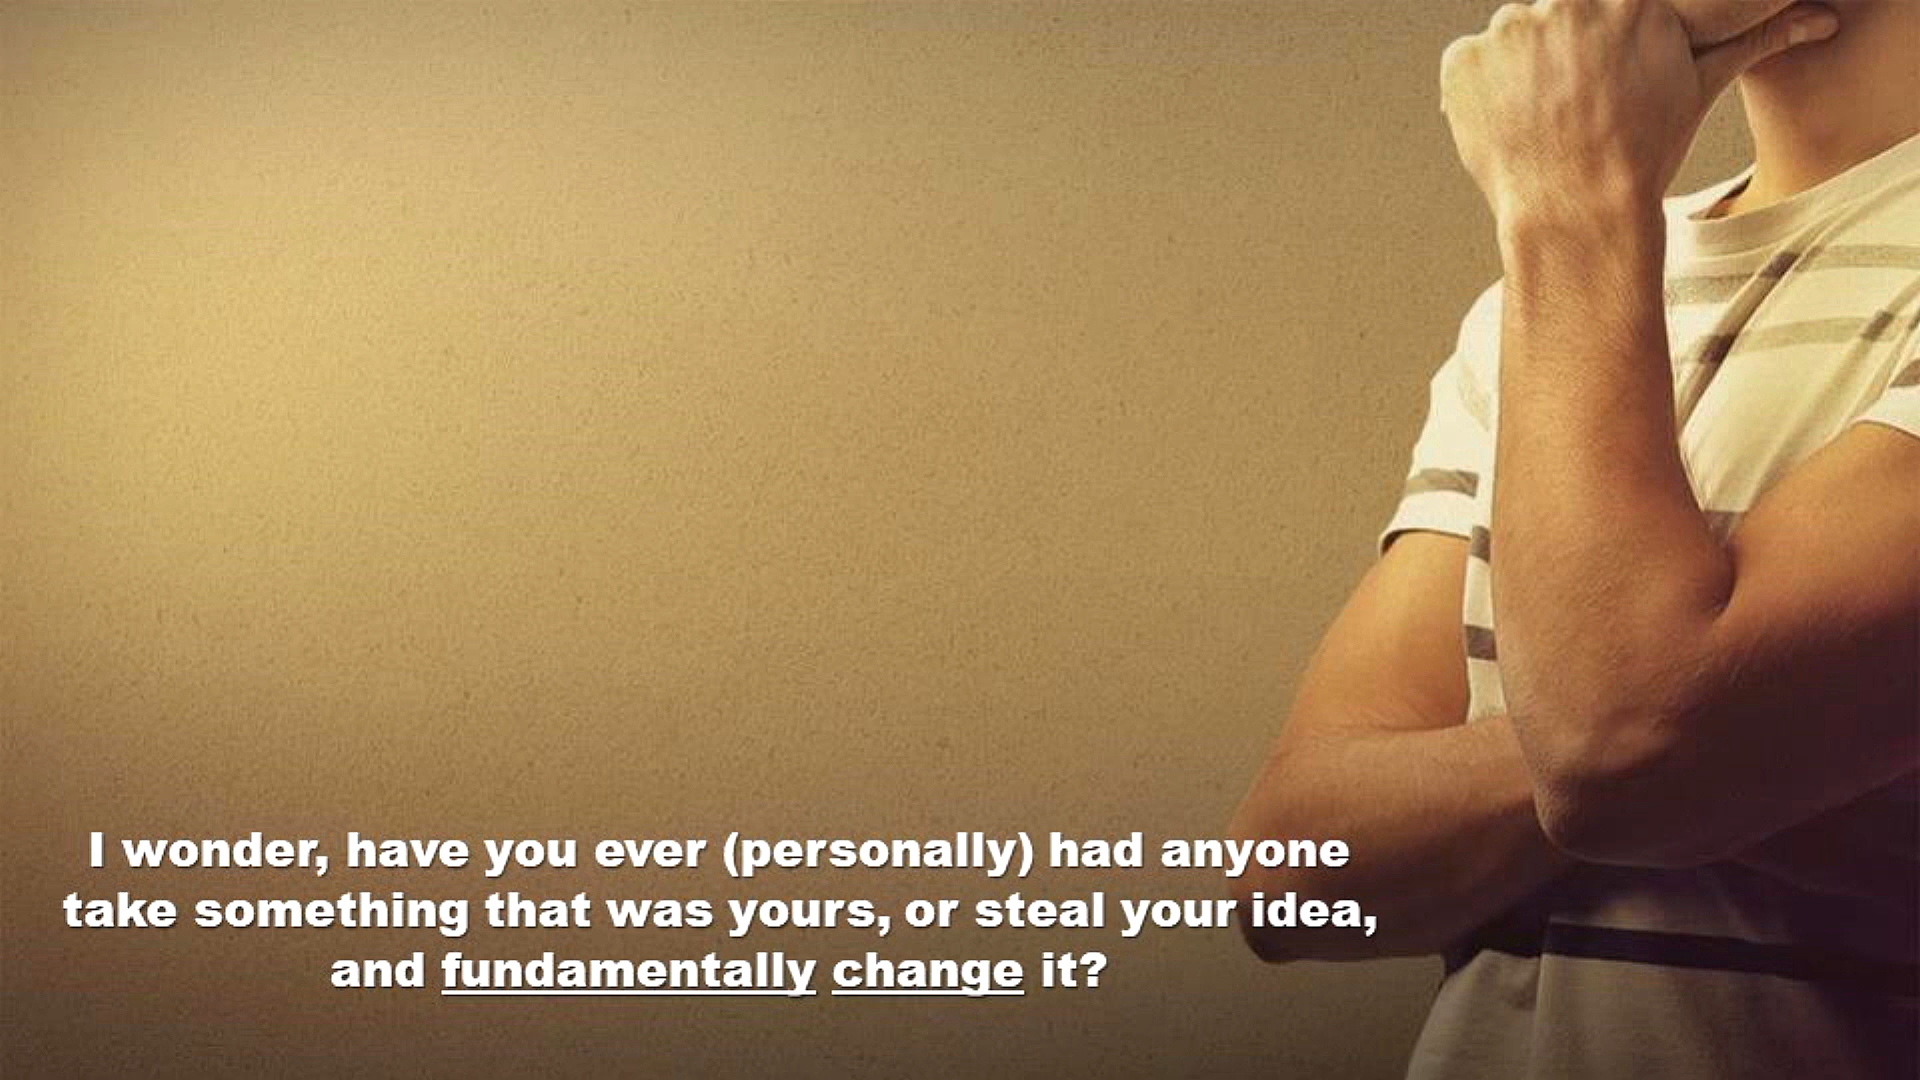 I wonder, have you ever (personally) had anyone
take something that was yours, or steal your idea,
and fundamentally change it?